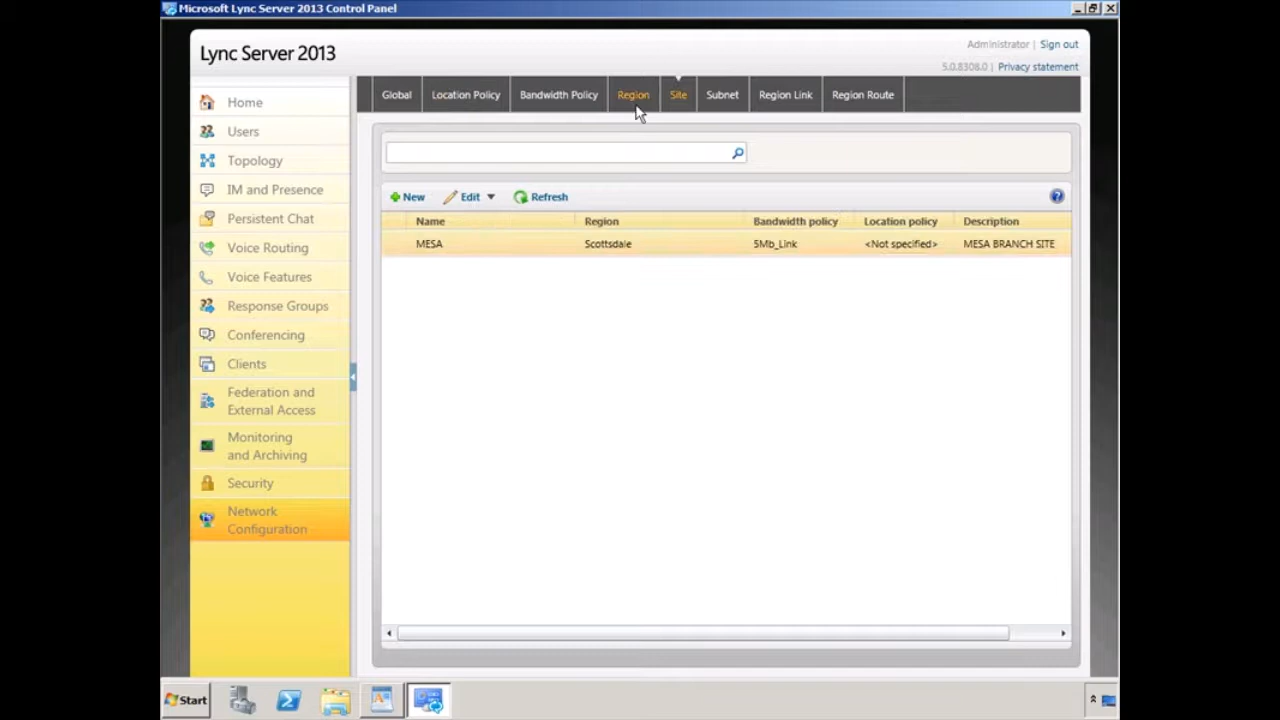 Microsoft Lync Server 2013 Control Panel
Lync Server 2013
Administrator | Sign out
5.0.8308.0 | Privacy statement
Home
Users
Topology
IM and Presence
Persistent Chat
Voice Routing
Voice Features
Response Groups
Conferencing
Clients
Federation and
External Access
Monitoring
and Archiving
Security
Network
Configuration
Global Location Policy Bandwidth Policy Region Site Subnet Region Link Region Route
New Edit Refresh
Name Region Bandwidth policy Location policy Description
MESA Scottsdale 5Mb_Link <Not specified> MESA BRANCH SITE
Start